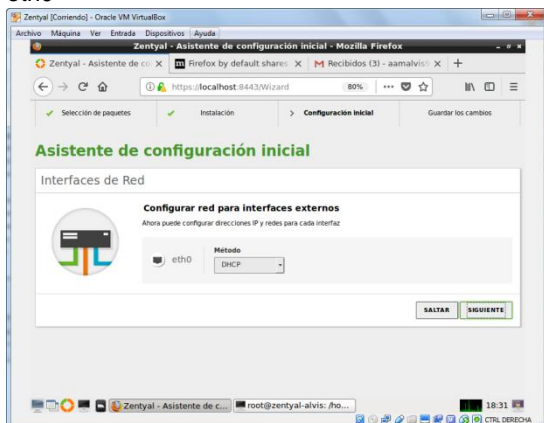 Zentyal [Corriendo] - Oracle VM VirtualBox
Archivo Máquina Ver Entrada Dispositivos Ayuda
Zentyal - Asistente de configuración inicial - Mozilla Firefox
Zentyal - Asistente de co
Firefox by default shares
Recibidos (3) - aamalvis
https://localhost:8443/Wizard
80%
Selección de paquetes
Instalación
Configuración inicial
Guardar los cambios
Asistente de configuración inicial
Interfaces de Red
Configurar red para interfaces externos
Ahora puede configurar direcciones IP y redes para cada interfaz
eth0
Método
DHCP
SALTAR
SIGUIENTE
Zentyal - Asistente de c...
root@zentyal-alvis: /ho...
18:31
CTRL DERECHA